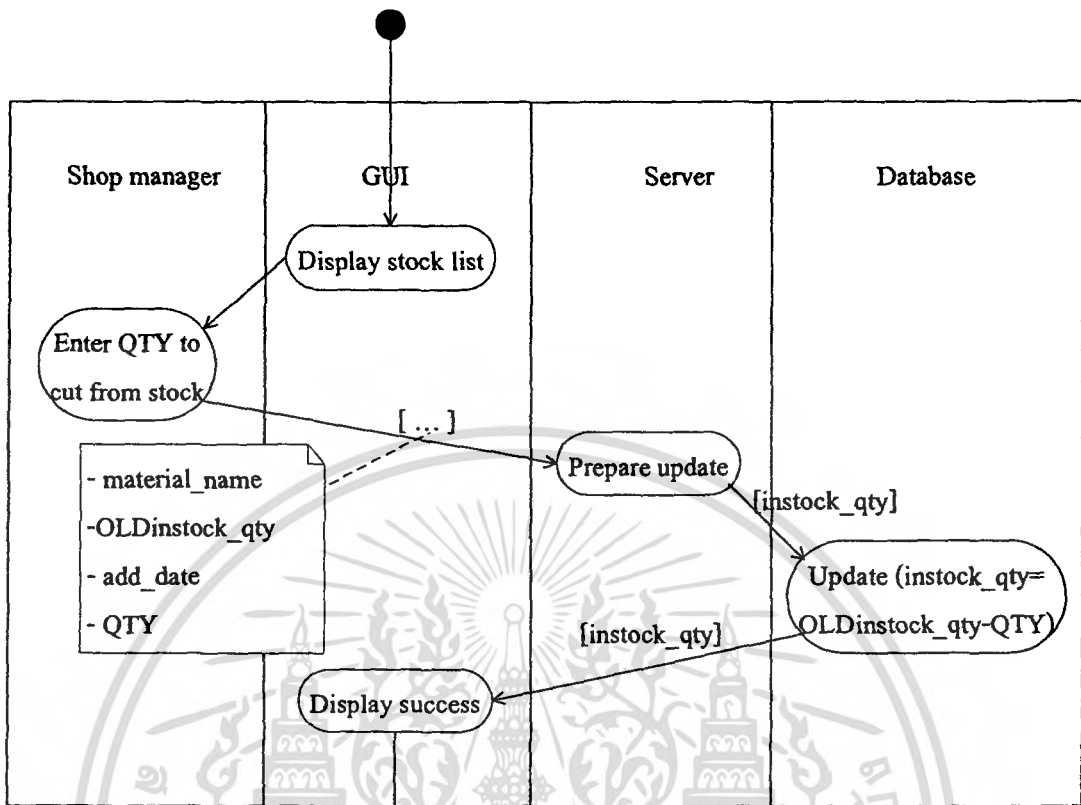 Shop manager
GUI
Server
Database
Display stock list
Enter QTY to
cut from stock
[ ... ]
- material_name
-OLDinstock_qty
- add_date
- QTY
Prepare update
[instock_qty]
Update (instock_qty=
OLDinstock_qty-QTY)
[instock_qty]
Display success